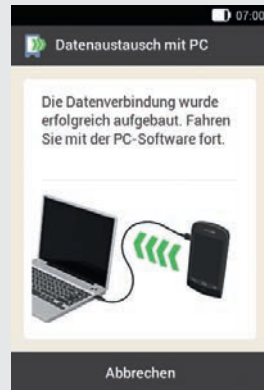 07:00
Datenaustausch mit PC
Die Datenverbindung wurde
erfolgreich aufgebaut. Fahren
Sie mit der PC-Software fort.
Abbrechen